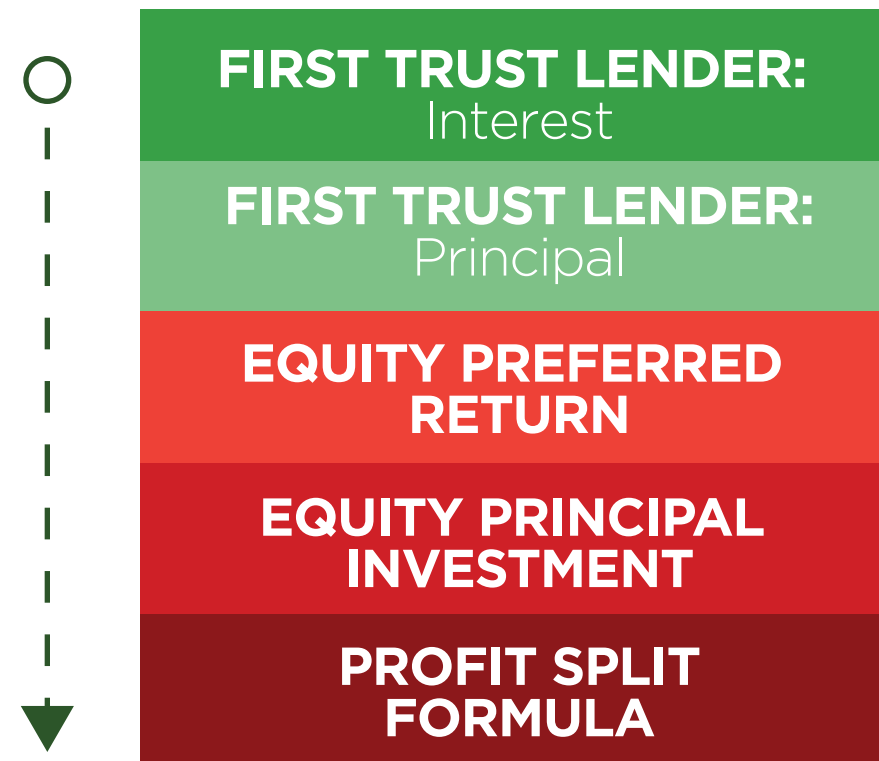 FIRST TRUST LENDER:
Interest
FIRST TRUST LENDER:
Principal
EQUITY PREFERRED
RETURN
EQUITY PRINCIPAL
INVESTMENT
PROFIT SPLIT
FORMULA